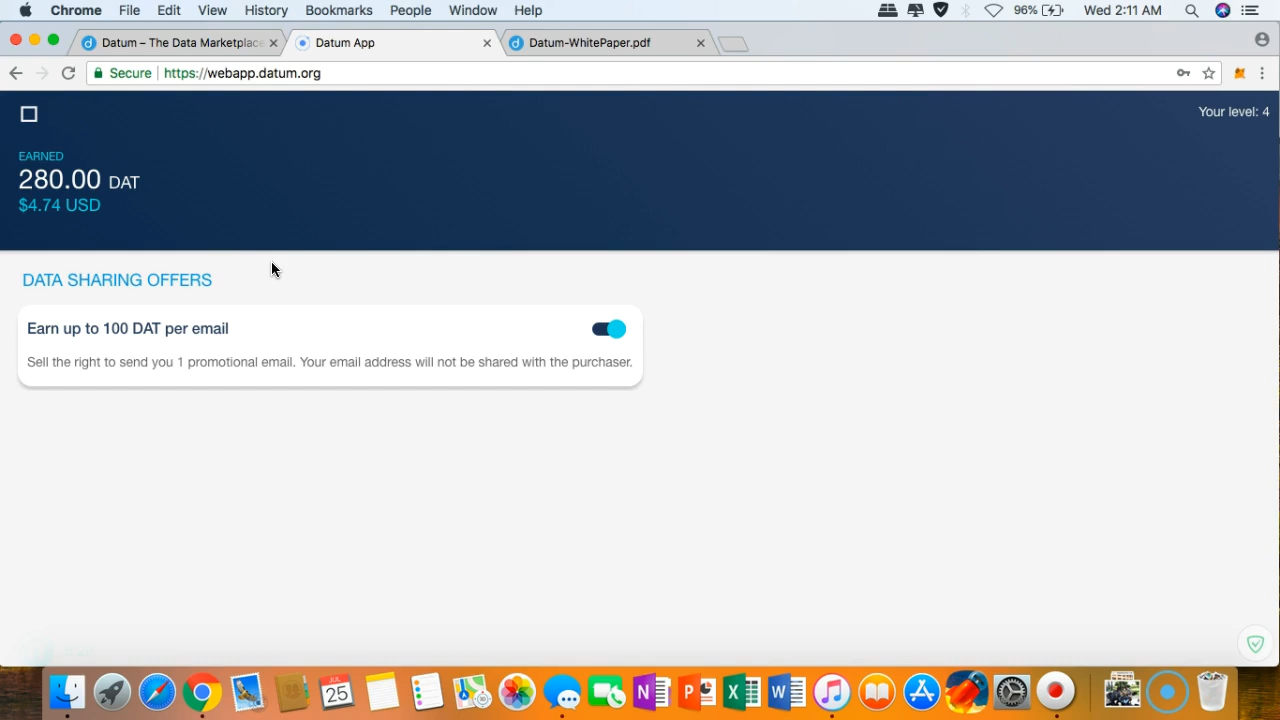 Chrome File Edit View History Bookmarks People Window Help 96% Wed 2:11 AM
Datum – The Data Marketplace Datum App Datum-WhitePaper.pdf
Secure https://webapp.datum.org
Your level: 4
EARNED
280.00 DAT
$4.74 USD
DATA SHARING OFFERS
Earn up to 100 DAT per email
Sell the right to send you 1 promotional email. Your email address will not be shared with the purchaser.
JUL
25
N P X W